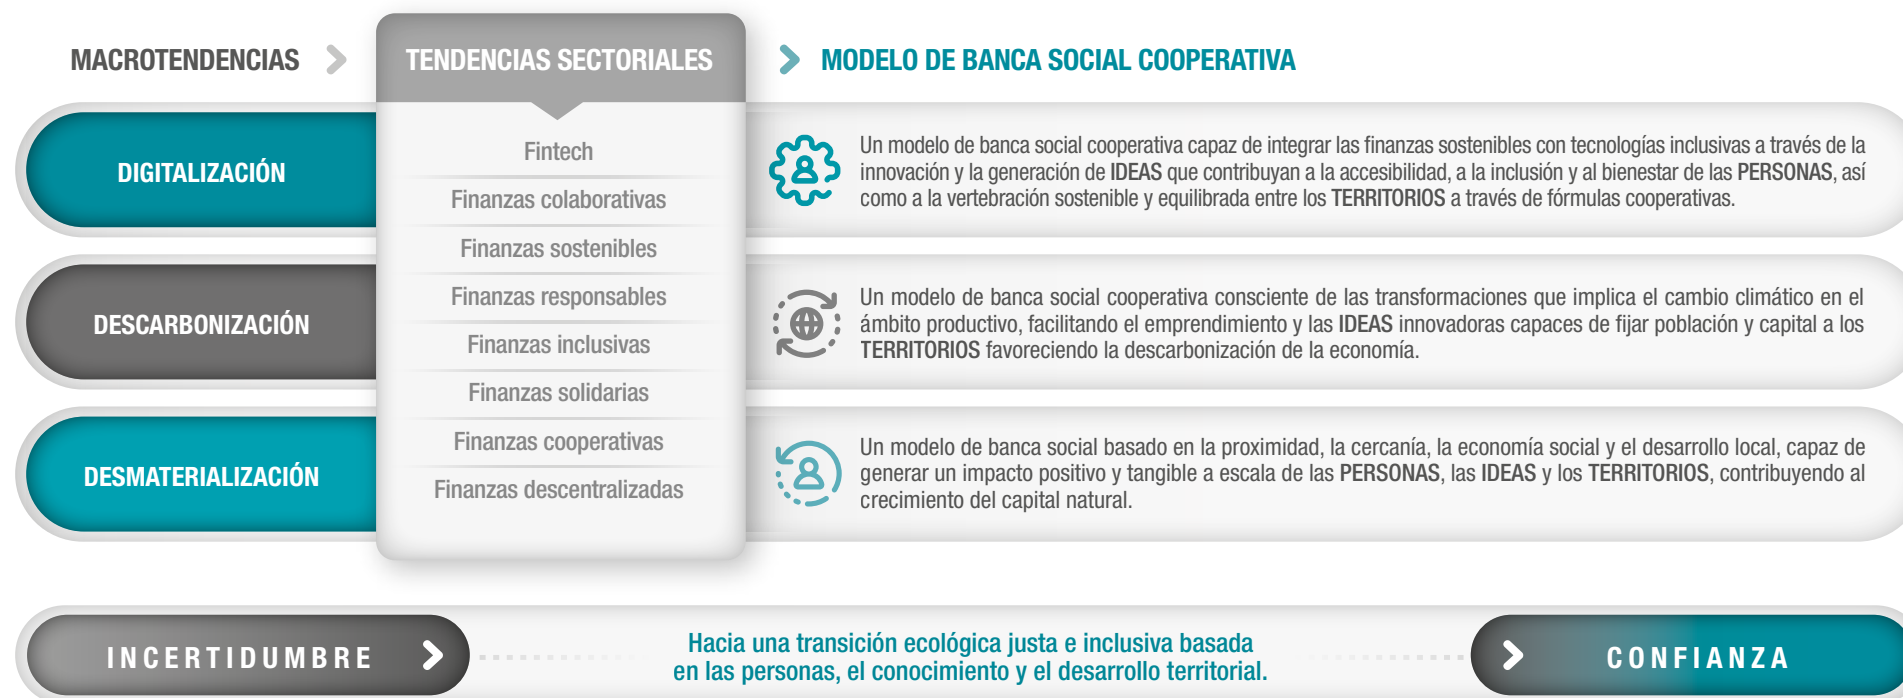 MACROTENDENCIAS
TENDENCIAS SECTORIALES
MODELO DE BANCA SOCIAL COOPERATIVA
DIGITALIZACIÓN
DESCARBONIZACIÓN
DESMATERIALIZACIÓN
Fintech
Finanzas colaborativas
Finanzas sostenibles
Finanzas responsables
Finanzas inclusivas
Finanzas solidarias
Finanzas cooperativas
Finanzas descentralizadas
Un modelo de banca social cooperativa capaz de integrar las finanzas sostenibles con tecnologías inclusivas a través de la
innovación y la generación de IDEAS que contribuyan a la accesibilidad, a la inclusión y al bienestar de las PERSONAS, así
como a la vertebración sostenible y equilibrada entre los TERRITORIOS a través de fórmulas cooperativas.
Un modelo de banca social cooperativa consciente de las transformaciones que implica el cambio climático en el
ámbito productivo, facilitando el emprendimiento y las IDEAS innovadoras capaces de fijar población y capital a los
TERRITORIOS favoreciendo la descarbonización de la economía.
Un modelo de banca social basado en la proximidad, la cercanía, la economía social y el desarrollo local, capaz de
generar un impacto positivo y tangible a escala de las PERSONAS, las IDEAS y los TERRITORIOS, contribuyendo al
crecimiento del capital natural.
INCERTIDUMBRE
Hacia una transición ecológica justa e inclusiva basada
en las personas, el conocimiento y el desarrollo territorial.
CONFIANZA